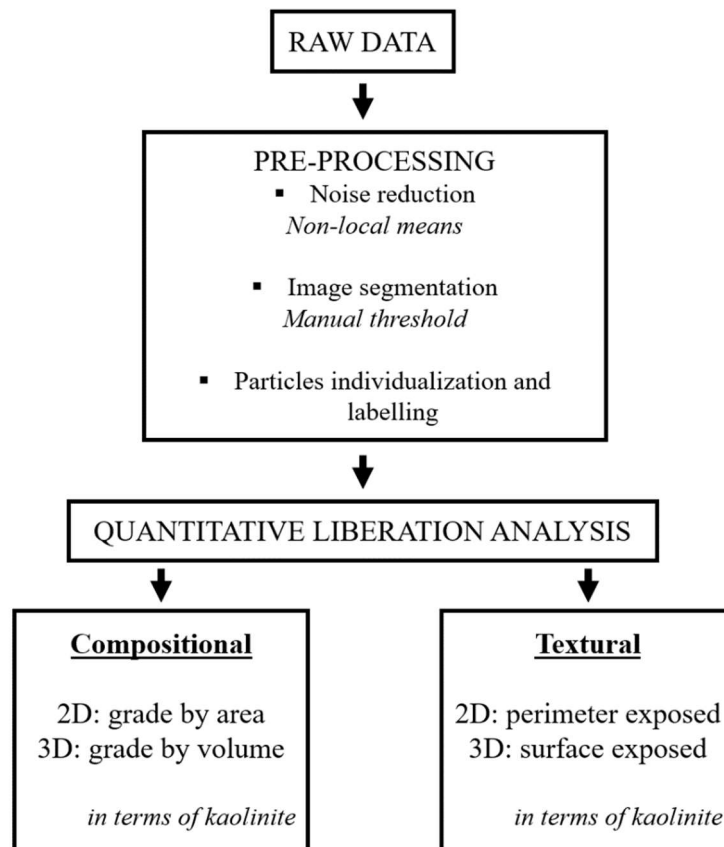 RAW DATA
PRE-PROCESSING
▪ Noise reduction
Non-local means
▪ Image segmentation
Manual threshold
▪ Particles individualization and
labelling
QUANTITATIVE LIBERATION ANALYSIS
Compositional
2D: grade by area
3D: grade by volume
in terms of kaolinite
Textural
2D: perimeter exposed
3D: surface exposed
in terms of kaolinite